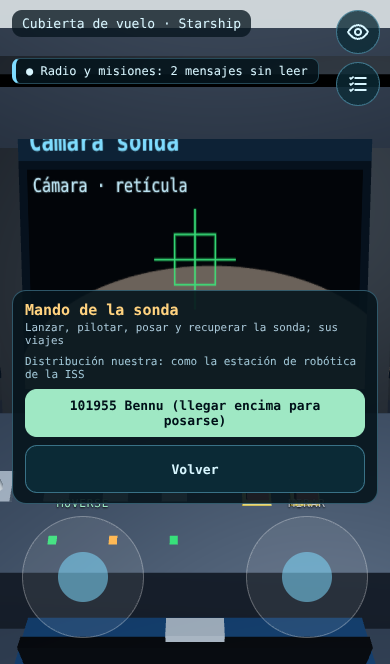 Cubierta de vuelo · Starship
● Radio y misiones: 2 mensajes sin leer
Cámara sonda
Cámara · retícula
Mando de la sonda
Lanzar, pilotar, posar y recuperar la sonda; sus
viajes
Distribución nuestra: como la estación de robótica
de la ISS
101955 Bennu (llegar encima para
posarse)
Volver
MOVERSE